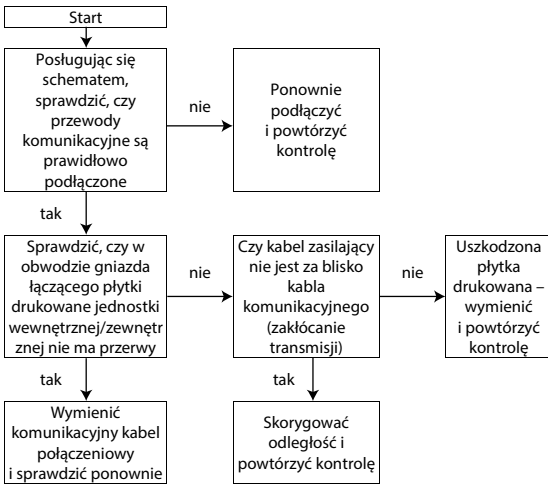 Start
Posługując się
schematem,
sprawdzić, czy
przewody
komunikacyjne są
prawidłowo
podłączone
nie
Ponownie
podłączyć
i powtórzyć
kontrolę
tak
Sprawdzić, czy w
obwodzie gniazda
łączącego płytki
drukowane jednostki
wewnętrznej/zewnętr
znej nie ma przerwy
nie
Czy kabel zasilający
nie jest za blisko
kabla
komunikacyjnego
(zakłócanie
transmisji)
nie
Uszkodzona
płytka
drukowana –
wymienić
i powtórzyć
kontrolę
tak
Wymienić
komunikacyjny kabel
połączeniowy
i sprawdzić ponownie
tak
Skorygować
odległość i
powtórzyć kontrolę